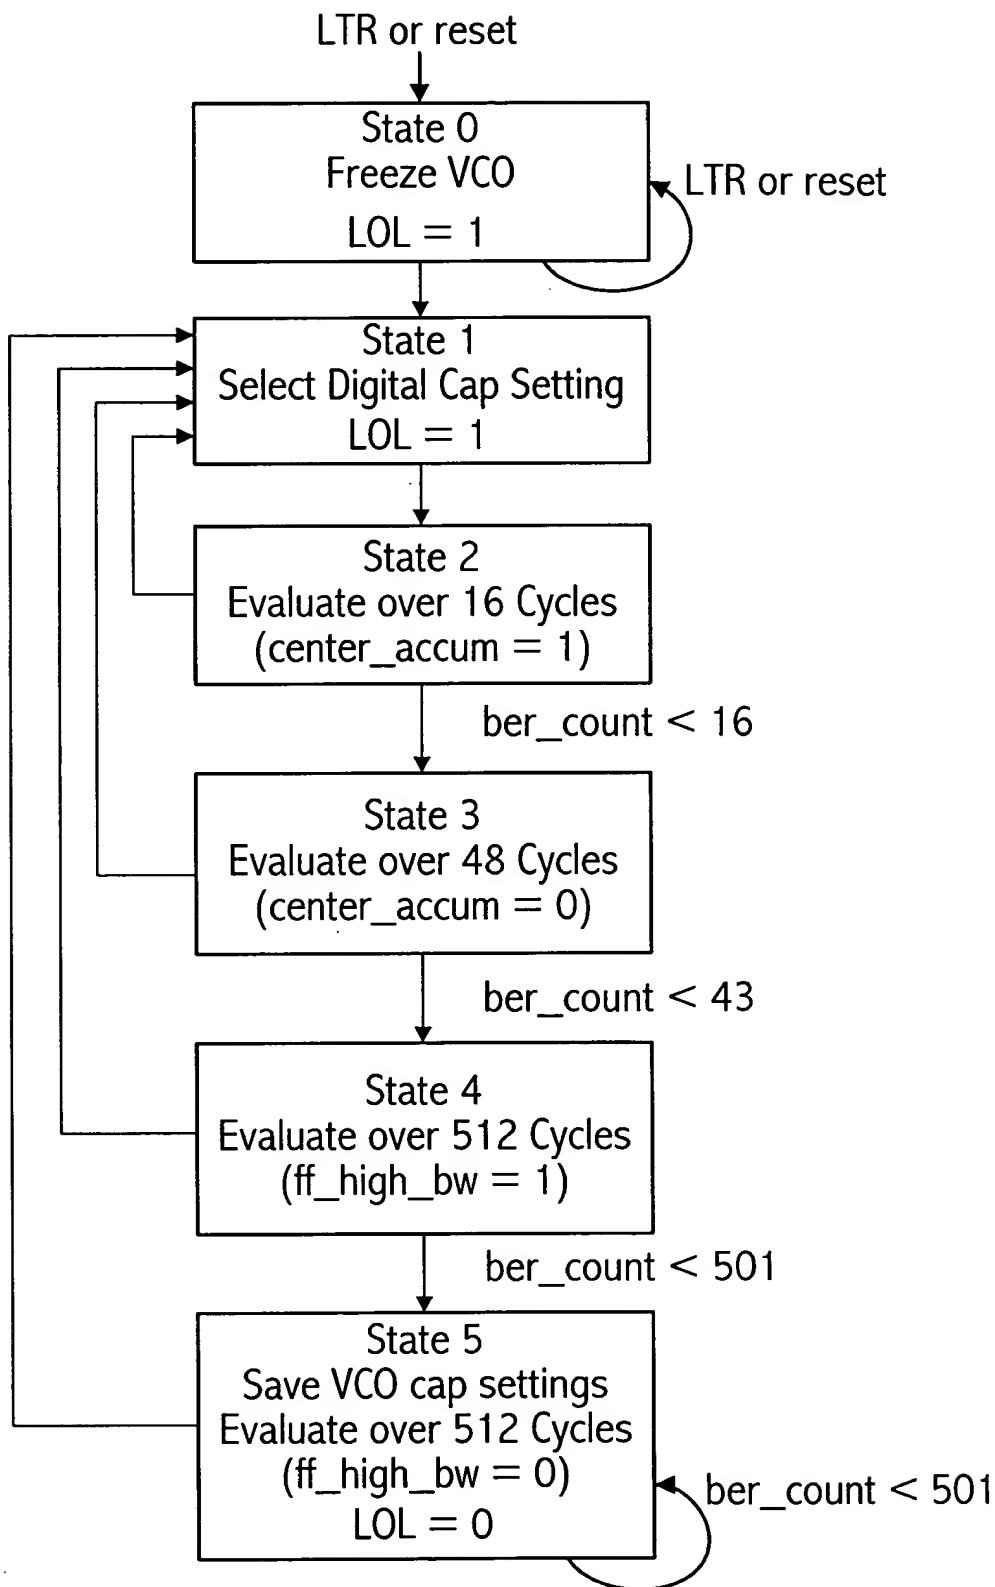 LTR or reset
State 0
Freeze VCO
LOL = 1
LTR or reset
State 1
Select Digital Cap Setting
LOL = 1
State 2
Evaluate over 16 Cycles
(center_accum = 1)
ber_count < 16
State 3
Evaluate over 48 Cycles
(center_accum = 0)
ber_count < 43
State 4
Evaluate over 512 Cycles
(ff_high_bw = 1)
ber_count < 501
State 5
Save VCO cap settings
Evaluate over 512 Cycles
(ff_high_bw = 0)
LOL = 0
ber_count < 501